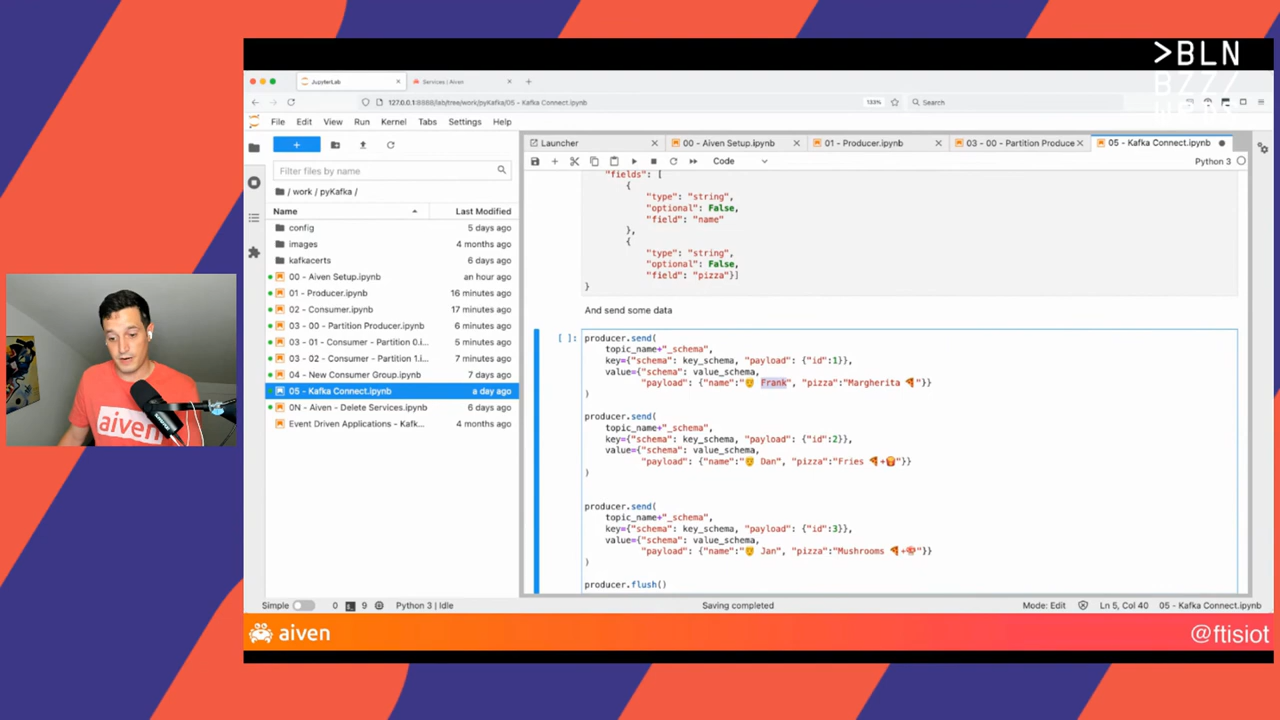 >BLN
BZZ/
JupyterLab
Services | Aiven
127.0.0.1:8888/lab/tree/work/pyKafka/05 - Kafka Connect.ipynb
133%
Search
File Edit View Run Kernel Tabs Settings Help
Launcher
00 - Aiven Setup.ipynb
01 - Producer.ipynb
03 - 00 - Partition Produce
05 - Kafka Connect.ipynb
Code
Python 3
Filter files by name
/ work / pyKafka /
Name Last Modified
config 5 days ago
images 4 months ago
kafkacerts 6 days ago
00 - Aiven Setup.ipynb an hour ago
01 - Producer.ipynb 16 minutes ago
02 - Consumer.ipynb 17 minutes ago
03 - 00 - Partition Producer.ipynb 6 minutes ago
03 - 01 - Consumer - Partition 0.i... 5 minutes ago
03 - 02 - Consumer - Partition 1.i... 7 minutes ago
04 - New Consumer Group.ipynb 7 days ago
05 - Kafka Connect.ipynb a day ago
0N - Aiven - Delete Services.ipynb 6 days ago
Event Driven Applications - Kafk... 4 months ago
"fields": [
{
"type": "string",
"optional": False,
"field": "name"
},
{
"type": "string",
"optional": False,
"field": "pizza"}]
}
And send some data
[ ]:
producer.send(
topic_name+"_schema",
key={"schema": key_schema, "payload": {"id":1}},
value={"schema": value_schema,
"payload": {"name":"👨 Frank", "pizza":"Margherita 🍕"}}
)
producer.send(
topic_name+"_schema",
key={"schema": key_schema, "payload": {"id":2}},
value={"schema": value_schema,
"payload": {"name":"👨 Dan", "pizza":"Fries 🍕+🍟"}}
)
producer.send(
topic_name+"_schema",
key={"schema": key_schema, "payload": {"id":3}},
value={"schema": value_schema,
"payload": {"name":"👨 Jan", "pizza":"Mushrooms 🍕+🍄"}}
)
producer.flush()
Simple 0 9 Python 3 | Idle
Saving completed
Mode: Edit Ln 5, Col 40 05 - Kafka Connect.ipynb
aiven
aiven
@ftisiot